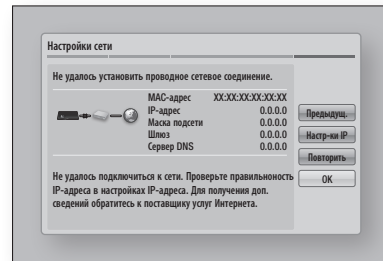 Настройки сети
Не удалось установить проводное сетевое соединение.
MAC-адрес XX:XX:XX:XX:XX:XX
IP-адрес 0.0.0.0
Маска подсети 0.0.0.0
Шлюз 0.0.0.0
Сервер DNS 0.0.0.0
Предыдущ.
Настр-ки IP
Повторить
OK
Не удалось подключиться к сети. Проверьте правильноность
IP-адреса в настройках IP-адреса. Для получения доп.
сведений обратитесь к поставщику услуг Интернета.